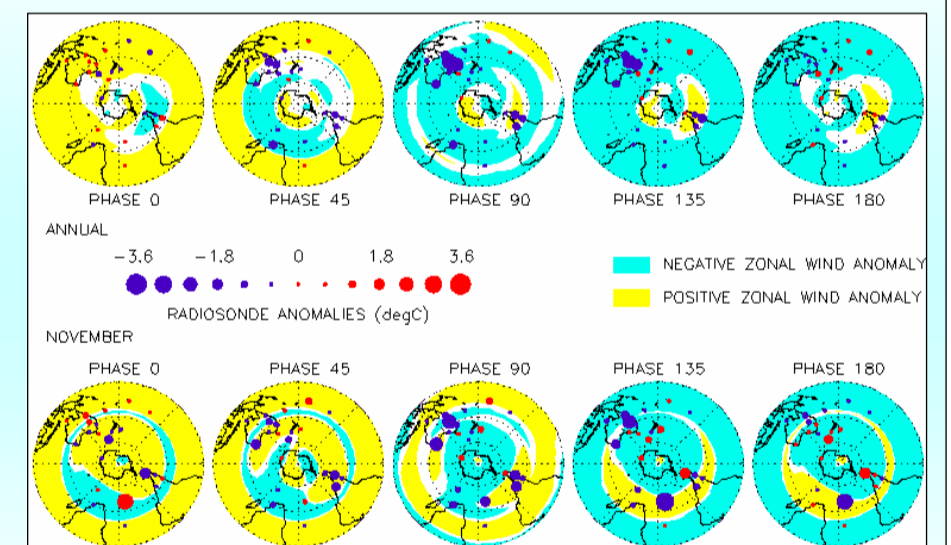 PHASE 0 PHASE 45 PHASE 90 PHASE 135 PHASE 180
ANNUAL
−3.6 −1.8 0 1.8 3.6
RADIOSONDE ANOMALIES (degC)
NEGATIVE ZONAL WIND ANOMALY
POSITIVE ZONAL WIND ANOMALY
NOVEMBER
PHASE 0 PHASE 45 PHASE 90 PHASE 135 PHASE 180